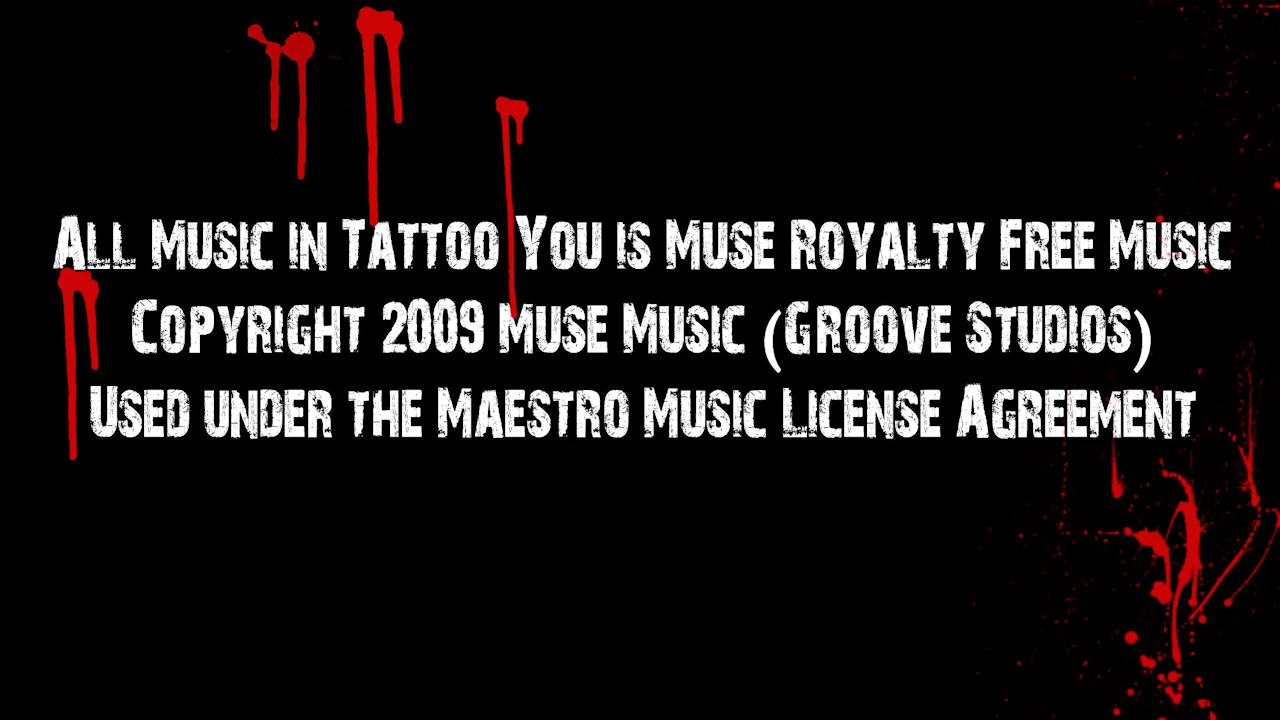 All Music in Tattoo You is Muse Royalty Free Music
Copyright 2009 Muse Music (Groove Studios)
Used under the Maestro Music License Agreement